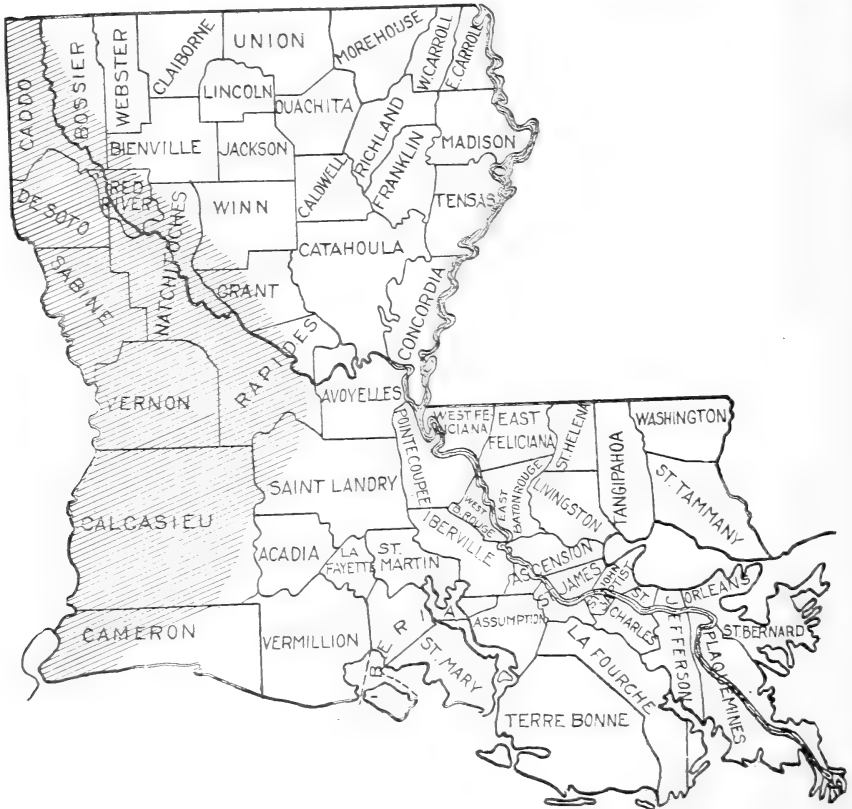 CADDO
BOSSIER
WEBSTER
CLAIBORNE
UNION
MOREHOUSE
W. CARROLL
E. CARROLL
LINCOLN
OUACHITA
RICHLAND
MADISON
BIENVILLE
JACKSON
CALDWELL
FRANKLIN
TENSAS
DE SOTO
RED
RIVER
NATCHITOCHES
WINN
CATAHOULA
SABINE
GRANT
CONCORDIA
VERNON
RAPIDES
AVOYELLES
POINTE COUPEE
WEST FE
LICIANA
EAST
FELICIANA
ST. HELENA
TANGIPAHOA
WASHINGTON
ST. TAMMANY
CALCASIEU
SAINT LANDRY
WEST
B. ROUGE
EAST
BATON ROUGE
LIVINGSTON
ACADIA
LA
FAYETTE
ST.
MARTIN
IBERVILLE
ASCENSION
ST. JAMES
ST. JOHN
BAPTIST
ST.
CHARLES
ORLEANS
ST. BERNARD
CAMERON
VERMILLION
IBERIA
ST. MARY
ASSUMPTION
LA FOURCHE
JEFFERSON
PLAQUEMINES
TERRE BONNE